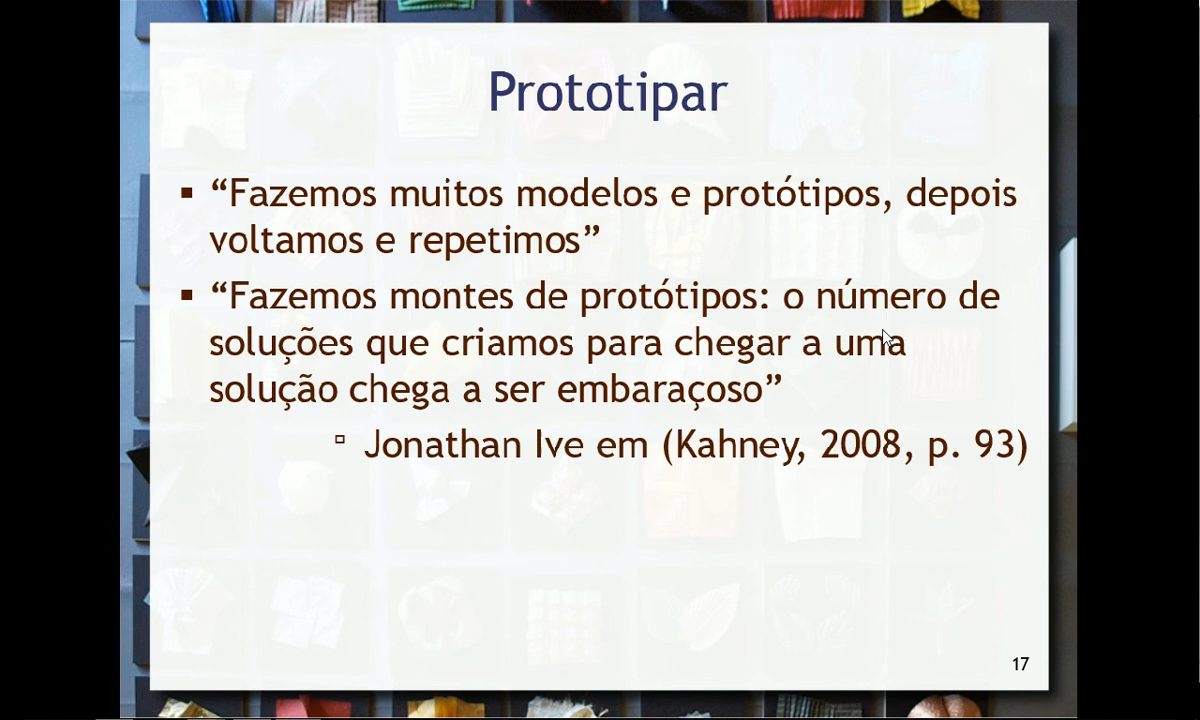 Prototipar
▪ “Fazemos muitos modelos e protótipos, depois
voltamos e repetimos”
▪ “Fazemos montes de protótipos: o número de
soluções que criamos para chegar a uma
solução chega a ser embaraçoso”
▫ Jonathan Ive em (Kahney, 2008, p. 93)
17